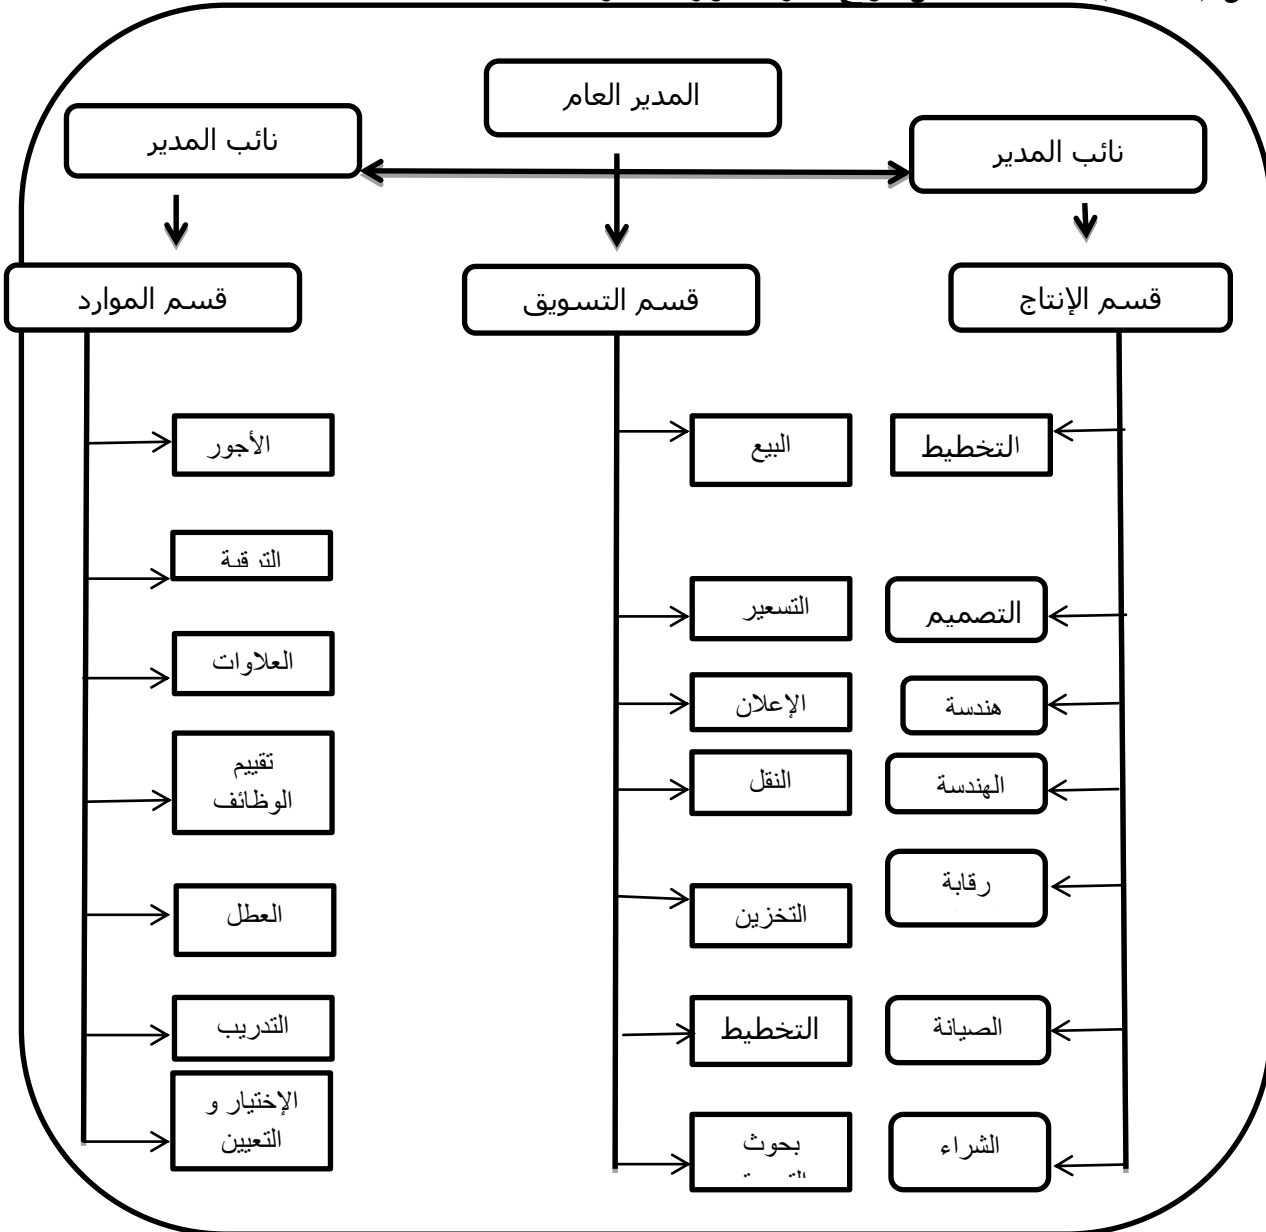 المدير العام
نائب المدير
نائب المدير
قسم الإنتاج
قسم التسويق
قسم الموارد
التخطيط
البيع
الأجور
التصميم
التسعير
الترقية
هندسة
الإعلان
العلاوات
الهندسة
النقل
تقييم
الوظائف
رقابة
التخزين
العطل
الصيانة
التخطيط
التدريب
الشراء
بحوث
الإختيار و
التعيين